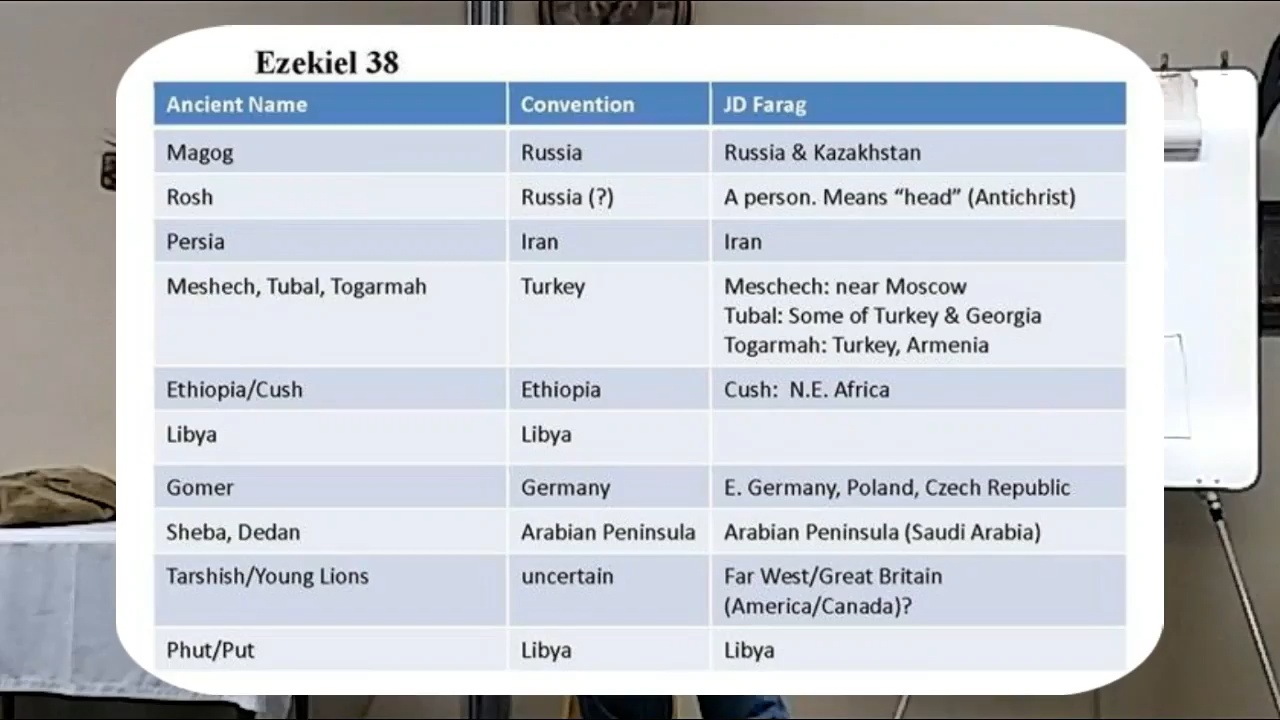 Ezekiel 38
Ancient Name Convention JD Farag
Magog Russia Russia & Kazakhstan
Rosh Russia (?) A person. Means “head” (Antichrist)
Persia Iran Iran
Meshech, Tubal, Togarmah Turkey Meschech: near Moscow
Tubal: Some of Turkey & Georgia
Togarmah: Turkey, Armenia
Ethiopia/Cush Ethiopia Cush: N.E. Africa
Libya Libya
Gomer Germany E. Germany, Poland, Czech Republic
Sheba, Dedan Arabian Peninsula Arabian Peninsula (Saudi Arabia)
Tarshish/Young Lions uncertain Far West/Great Britain
(America/Canada)?
Phut/Put Libya Libya